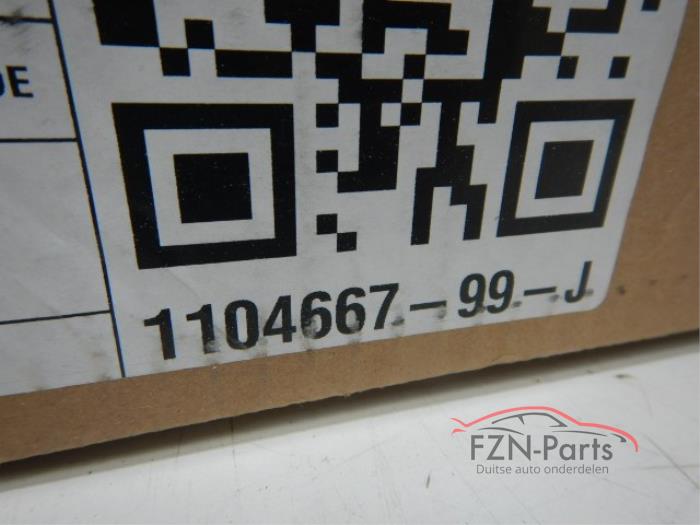 DE
1104667-99-J
FZN-Parts
Duitse auto onderdelen